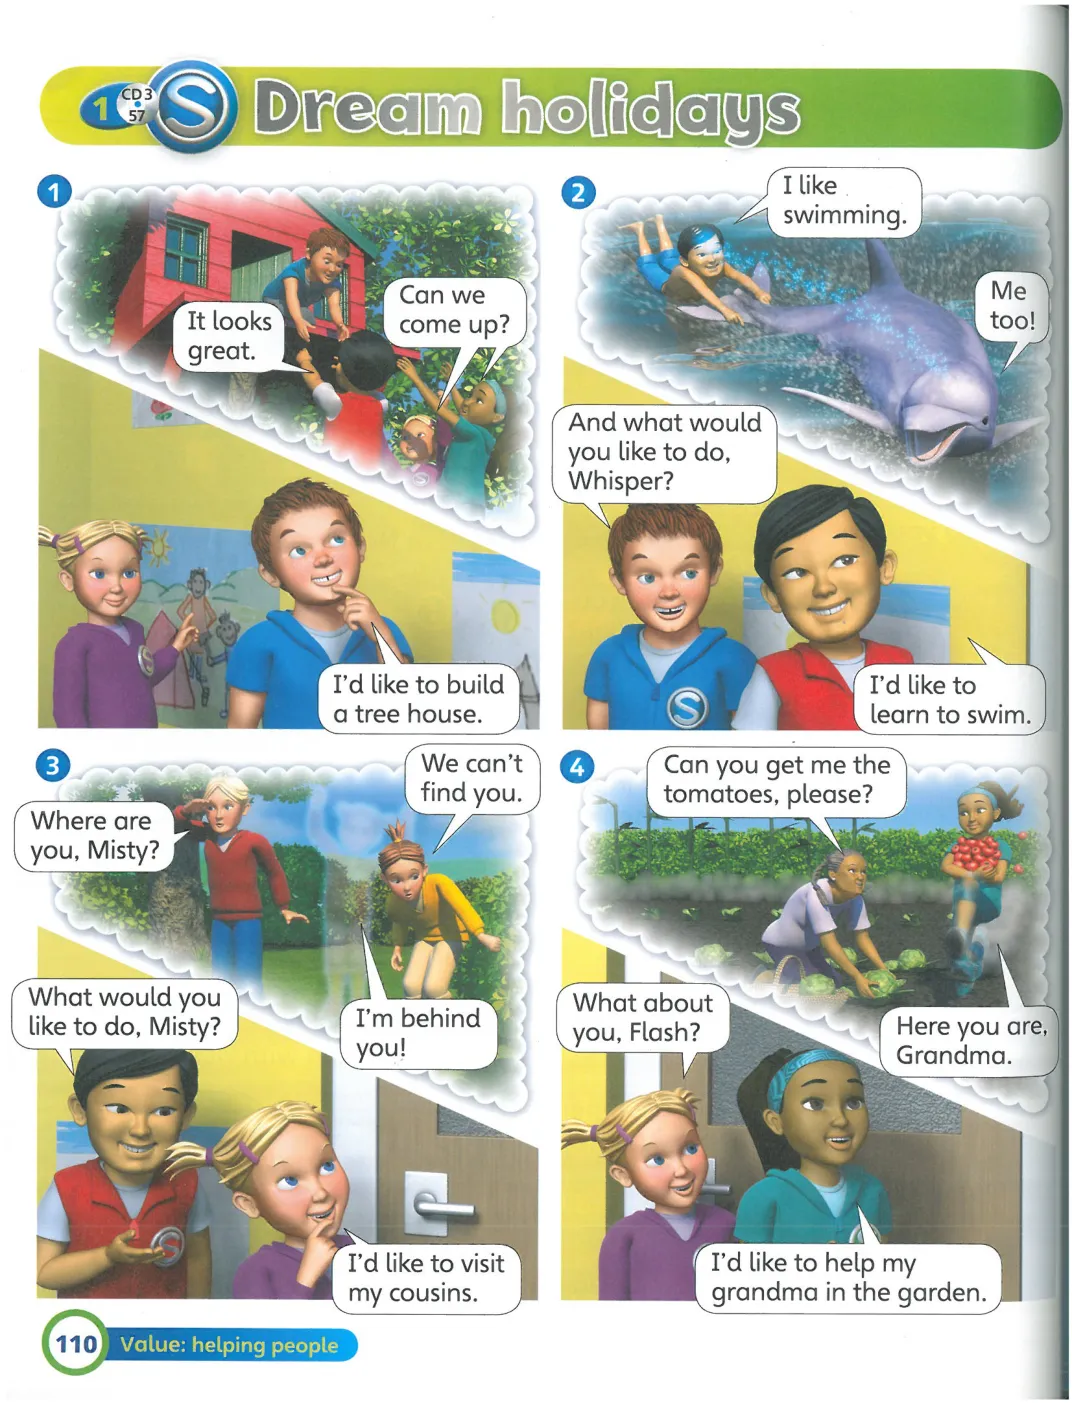 1
CD 3
57
S
Dream holidays
1
It looks
great.
Can we
come up?
I'd like to build
a tree house.
2
I like
swimming.
Me
too!
And what would
you like to do,
Whisper?
I'd like to
learn to swim.
3
Where are
you, Misty?
We can't
find you.
I'm behind
you!
What would you
like to do, Misty?
I'd like to visit
my cousins.
4
Can you get me the
tomatoes, please?
Here you are,
Grandma.
What about
you, Flash?
I'd like to help my
grandma in the garden.
110
Value: helping people